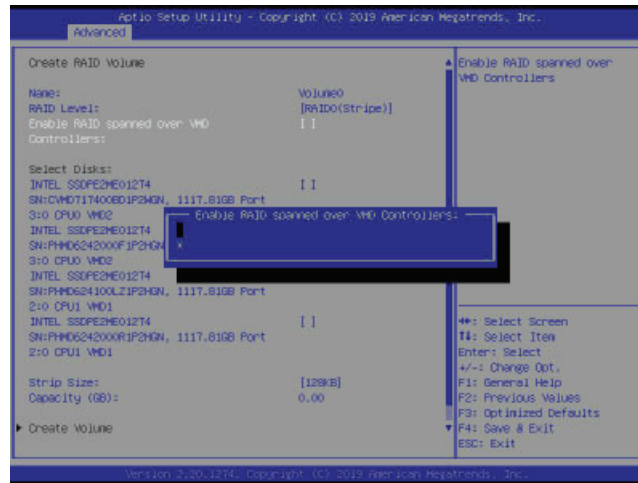 Aptio Setup Utility - Copyright (C) 2019 American Megatrends, Inc.
Advanced
Create RAID Volume
Name: Volume0
RAID Level: [RAID0(Stripe)]
Enable RAID spanned over VMD [ ]
Controllers:
Select Disks:
INTEL SSDPE2ME012T4 [ ]
SN:CVMD717400BD1P2MGN, 1117.81GB Port
3:0 CPU0 VMD2
INTEL SSDPE2ME012T4
SN:PHMD6242000F1P2HGN
3:0 CPU0 VMD2
INTEL SSDPE2ME012T4
SN:PHMD624100LZ1P2HGN, 1117.81GB Port
2:0 CPU1 VMD1
INTEL SSDPE2ME012T4 [ ]
SN:PHMD6242000R1P2HGN, 1117.81GB Port
2:0 CPU1 VMD1
Strip Size: [128KB]
Capacity (GB): 0.00
Create Volume
Enable RAID spanned over VMD Controllers:
X
Enable RAID spanned over
VMD Controllers
→←: Select Screen
↑↓: Select Item
Enter: Select
+/-: Change Opt.
F1: General Help
F2: Previous Values
F3: Optimized Defaults
F4: Save & Exit
ESC: Exit
Version 2.20.1274. Copyright (C) 2019 American Megatrends, Inc.